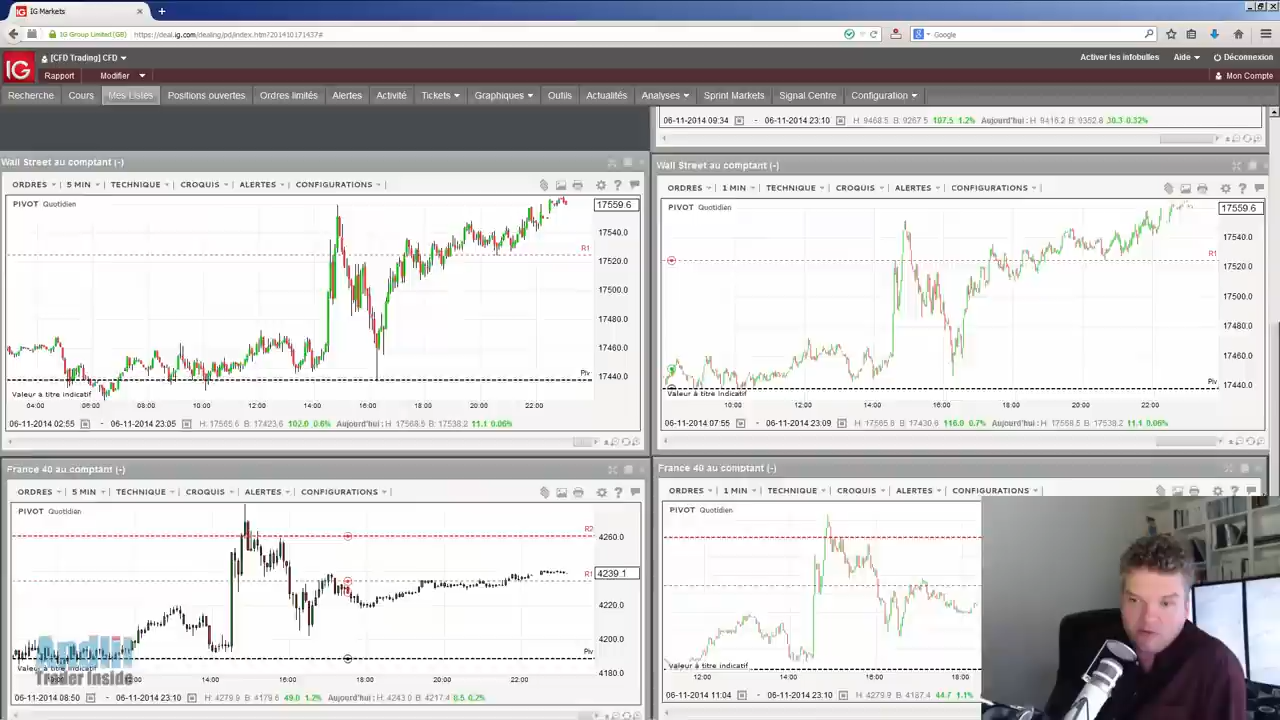 IG Markets
IG Group Limited (GB)
https://deal.ig.com/dealing/pd/index.htm?201410171437#
Google
IG
[CFD Trading] CFD
Activer les infobulles
Aide
Déconnexion
Rapport
Modifier
Mon Compte
Recherche
Cours
Mes Listes
Positions ouvertes
Ordres limités
Alertes
Activité
Tickets
Graphiques
Outils
Actualités
Analyses
Sprint Markets
Signal Centre
Configuration
06-11-2014 09:34 - 06-11-2014 23:10 H: 9468.5 B: 9267.5 107.5 1.2% Aujourd'hui: H: 9416.2 B: 9352.8 30.3 0.32%
Wall Street au comptant (-)
ORDRES 5 MIN TECHNIQUE CROQUIS ALERTES CONFIGURATIONS
PIVOT Quotidien
17559.6
17540.0
R1
17520.0
17500.0
17480.0
17460.0
17440.0
Piv
Valeur à titre indicatif
04:00 06:00 08:00 10:00 12:00 14:00 16:00 18:00 20:00 22:00
06-11-2014 02:55 - 06-11-2014 23:05 H: 17565.6 B: 17423.6 102.0 0.6% Aujourd'hui: H: 17568.5 B: 17538.2 11.1 0.06%
Wall Street au comptant (-)
ORDRES 1 MIN TECHNIQUE CROQUIS ALERTES CONFIGURATIONS
PIVOT Quotidien
17559.6
17540.0
R1
17520.0
17500.0
17480.0
17460.0
17440.0
Piv
Valeur à titre indicatif
10:00 12:00 14:00 16:00 18:00 20:00 22:00
06-11-2014 07:55 - 06-11-2014 23:09 H: 17565.6 B: 17430.6 116.0 0.7% Aujourd'hui: H: 17568.5 B: 17538.2 11.1 0.06%
France 40 au comptant (-)
ORDRES 5 MIN TECHNIQUE CROQUIS ALERTES CONFIGURATIONS
PIVOT Quotidien
R2
4260.0
R1
4239.1
4220.0
4200.0
Piv
4180.0
Andlil
Trader Inside
Valeur à titre indicatif
12:00 14:00 16:00 18:00 20:00 22:00
06-11-2014 08:50 - 06-11-2014 23:10 H: 4279.9 B: 4179.6 49.0 1.2% Aujourd'hui: H: 4243.9 B: 4217.4 8.5 0.2%
France 40 au comptant (-)
ORDRES 1 MIN TECHNIQUE CROQUIS ALERTES CONFIGURATIONS
PIVOT Quotidien
Valeur à titre indicatif
12:00 14:00 16:00 18:00
06-11-2014 11:04 - 06-11-2014 23:10 H: 4279.9 B: 4187.4 44.7 1.1%